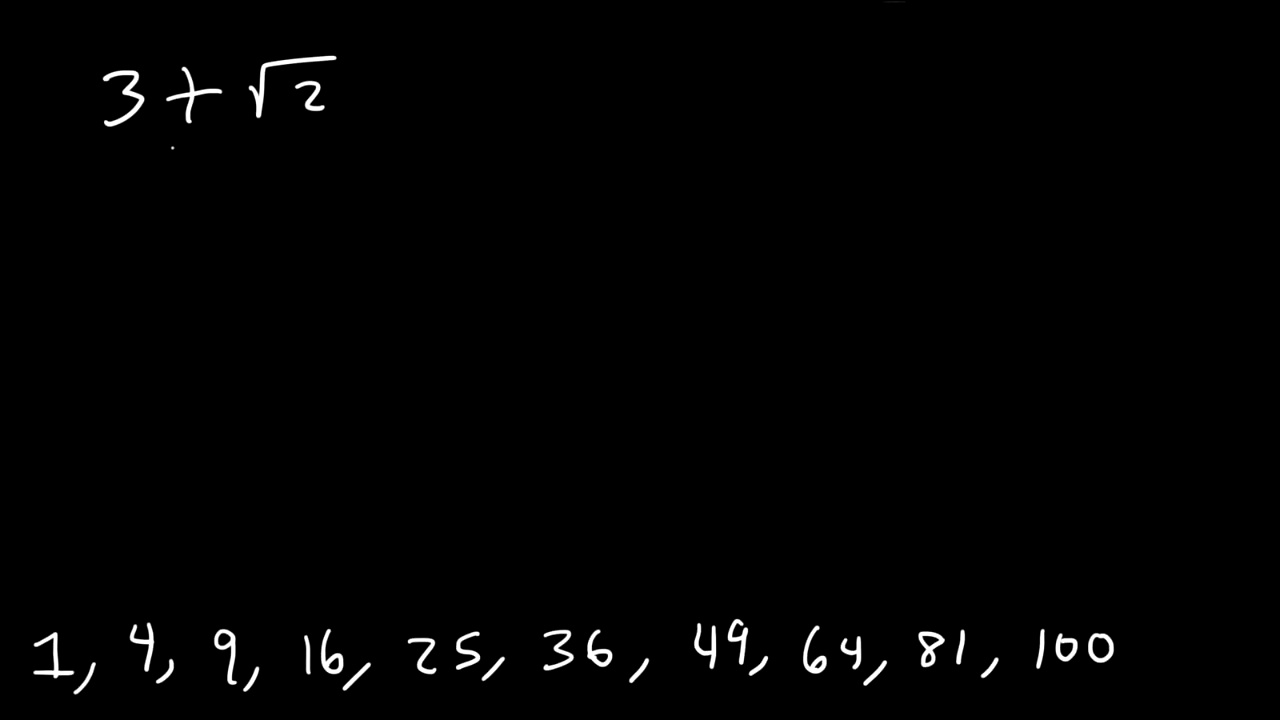 3 + √2
1, 4, 9, 16, 25, 36, 49, 64, 81, 100